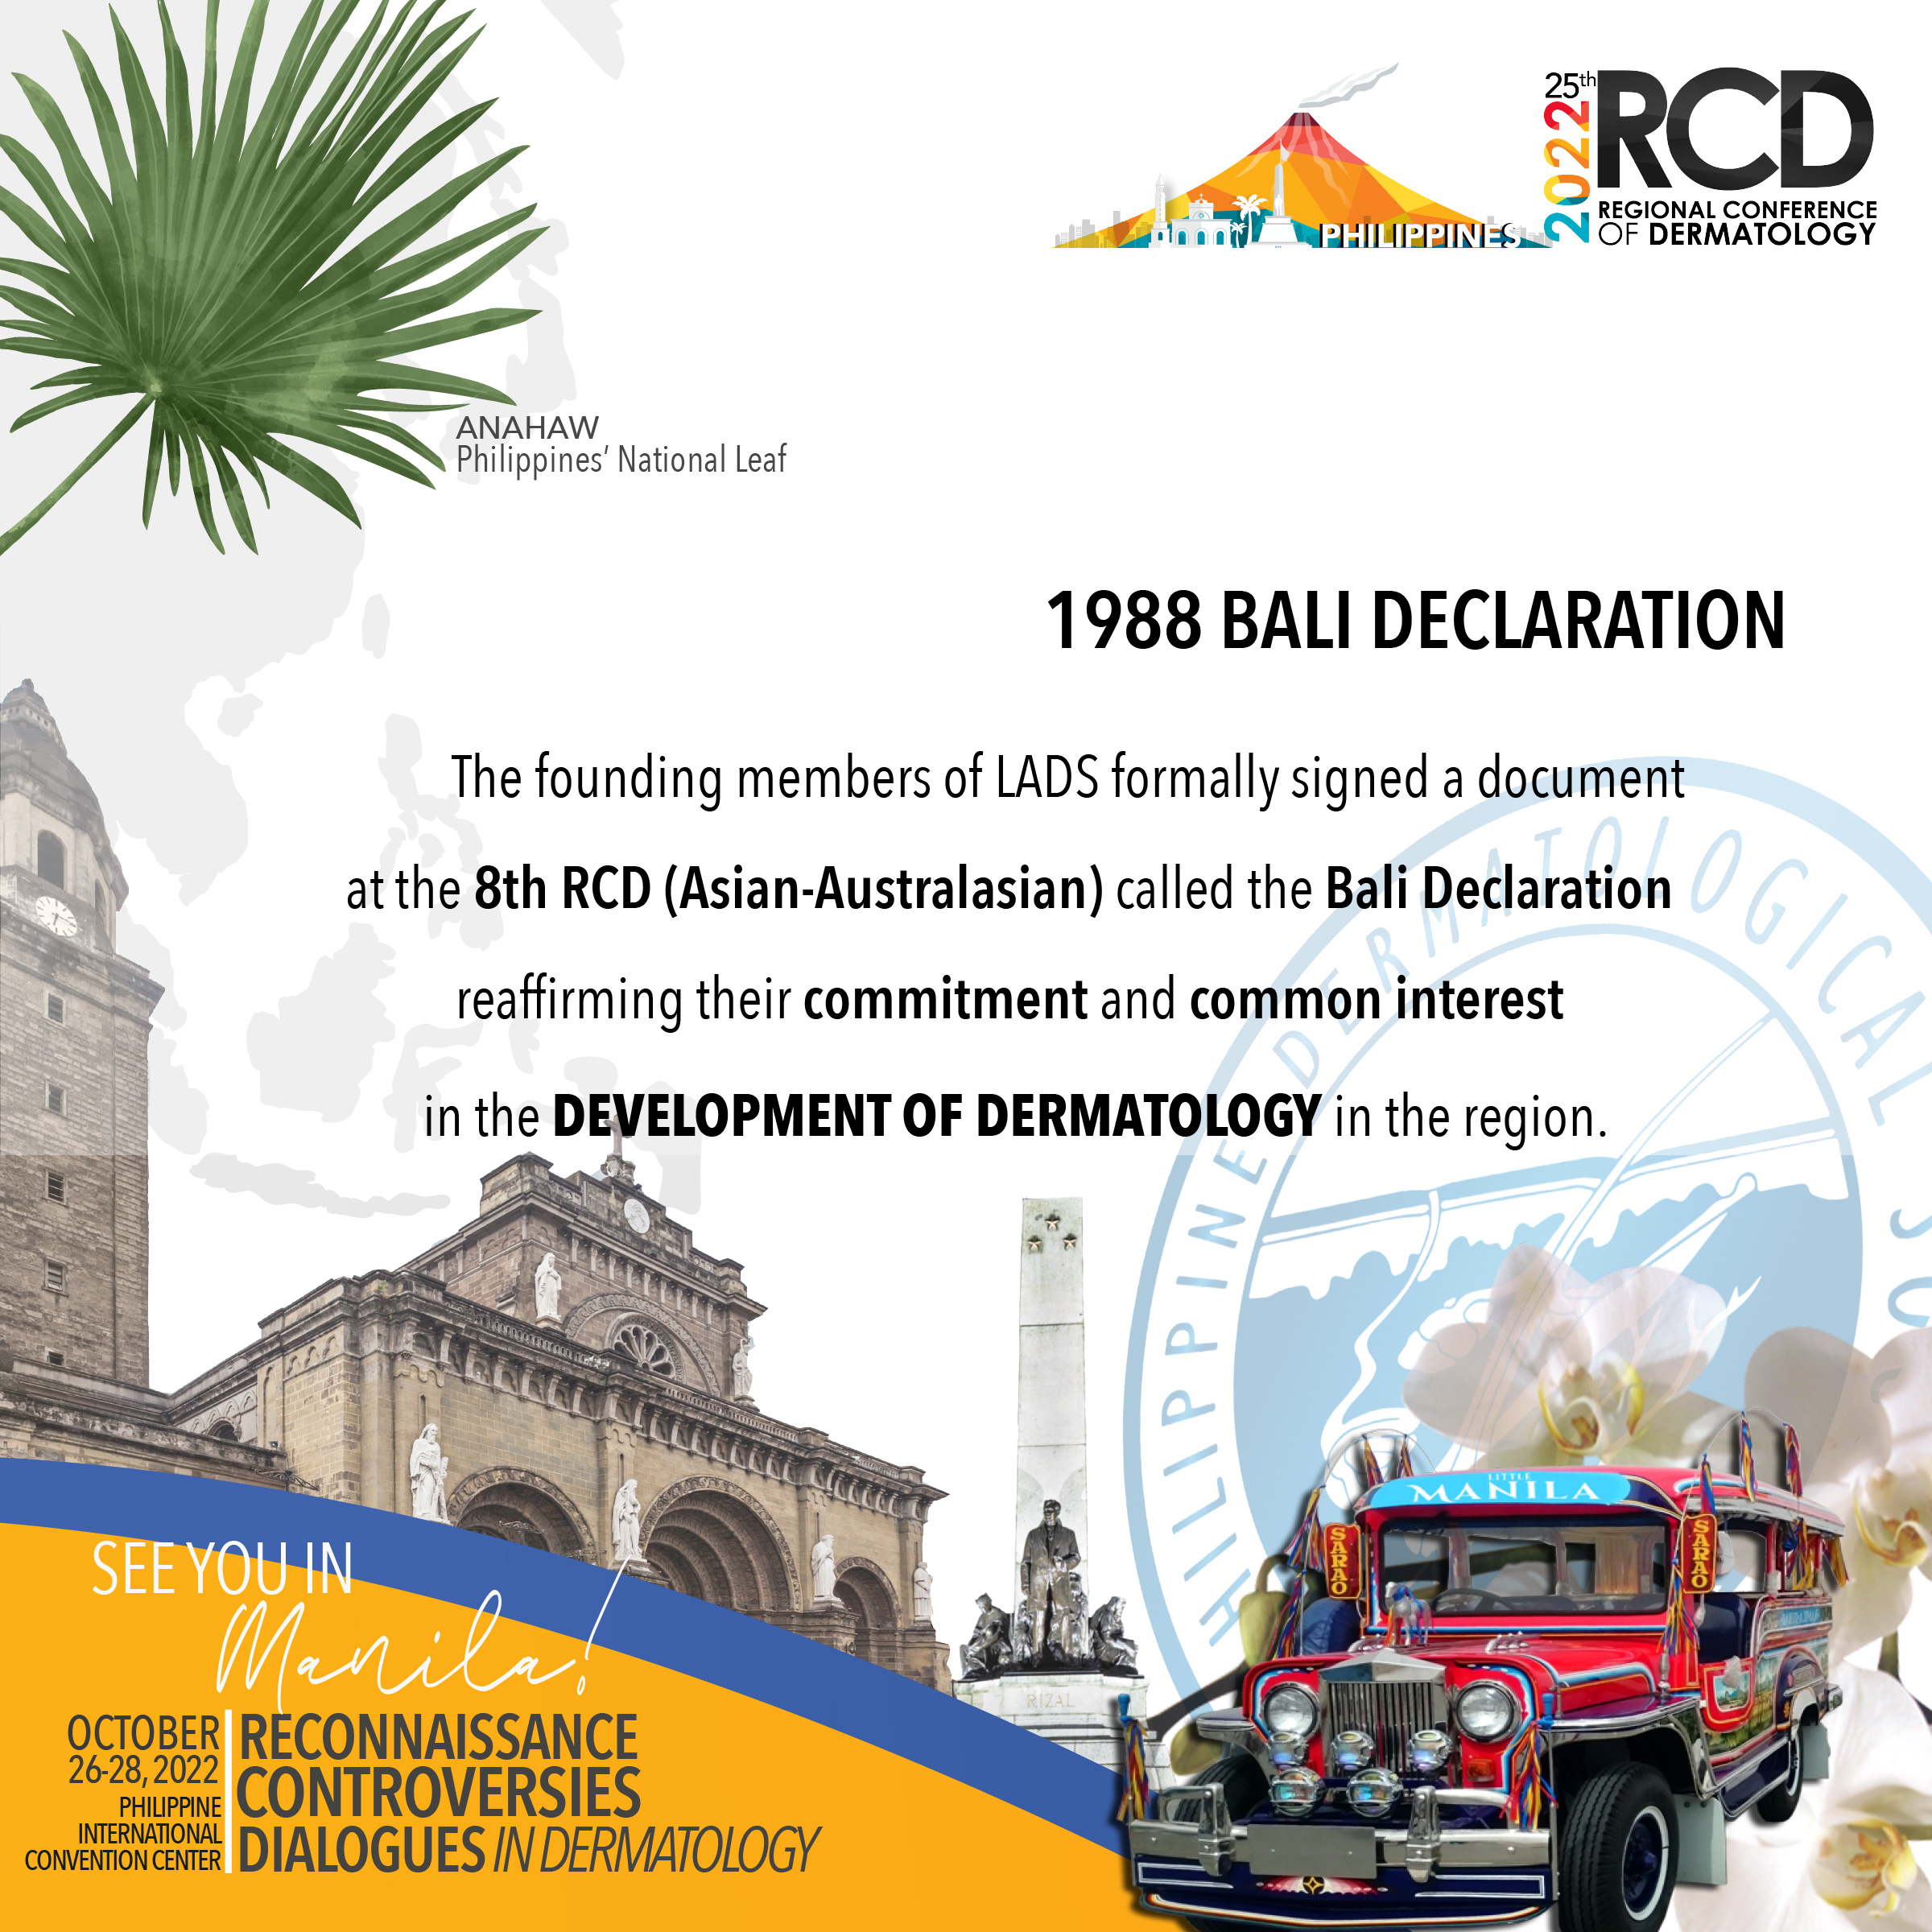 25th
2022
RCD
REGIONAL CONFERENCE
OF DERMATOLOGY
PHILIPPINES
ANAHAW
Philippines' National Leaf
1988 BALI DECLARATION
The founding members of LADS formally signed a document
at the 8th RCD (Asian-Australasian) called the Bali Declaration
reaffirming their commitment and common interest
in the DEVELOPMENT OF DERMATOLOGY in the region.
PHILIPPINE DERMATOLOGICAL
RIZAL
LITTLE
MANILA
SARAO
SARAO
SEE YOU IN
Manila!
OCTOBER
26-28, 2022
PHILIPPINE
INTERNATIONAL
CONVENTION CENTER
RECONNAISSANCE
CONTROVERSIES
DIALOGUES IN DERMATOLOGY